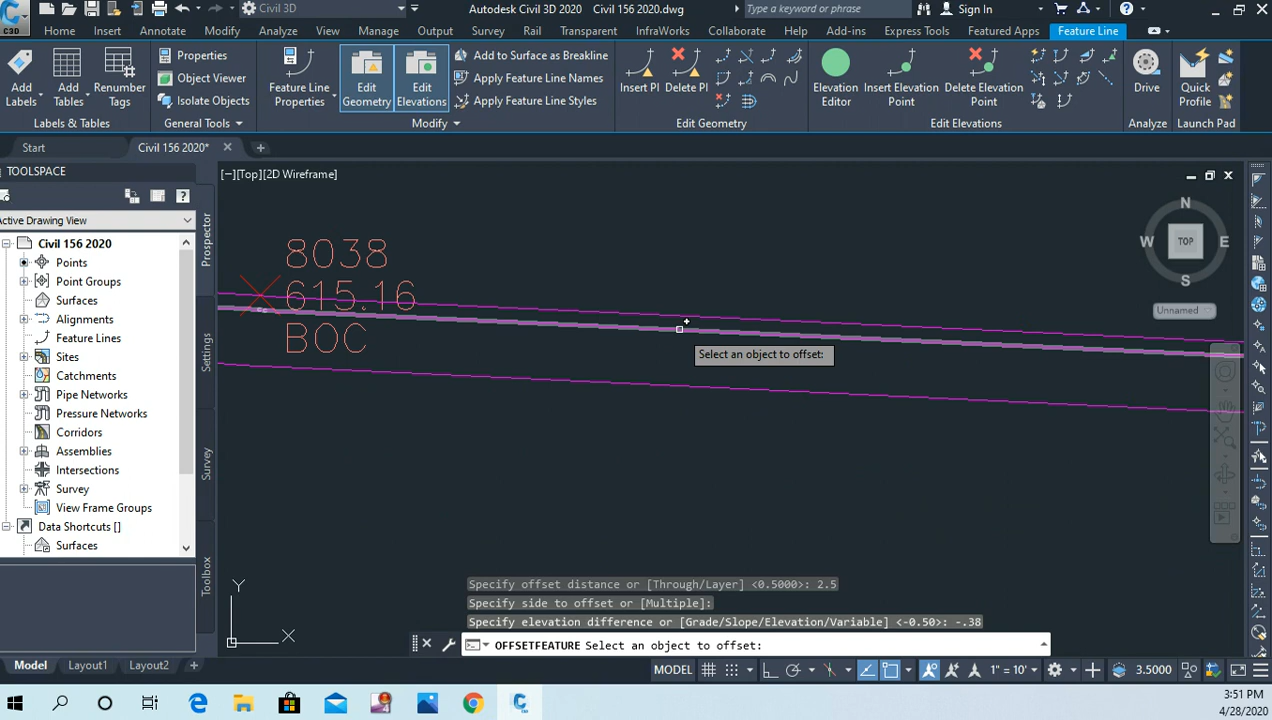 C3D Civil 3D Autodesk Civil 3D 2020 Civil 156 2020.dwg Type a keyword or phrase Sign In
Home Insert Annotate Modify Analyze View Manage Output Survey Rail Transparent InfraWorks Collaborate Help Add-ins Express Tools Featured Apps Feature Line
Add Labels
Add Tables
Renumber Tags
Labels & Tables
Properties
Object Viewer
Isolate Objects
General Tools
Feature Line Properties
Edit Geometry
Edit Elevations
Add to Surface as Breakline
Apply Feature Line Names
Apply Feature Line Styles
Modify
Insert PI
Delete PI
Edit Geometry
Elevation Editor
Insert Elevation Point
Delete Elevation Point
Edit Elevations
Drive
Analyze
Quick Profile
Launch Pad
Start
Civil 156 2020*
TOOLSPACE
Active Drawing View
Civil 156 2020
Points
Point Groups
Surfaces
Alignments
Feature Lines
Sites
Catchments
Pipe Networks
Pressure Networks
Corridors
Assemblies
Intersections
Survey
View Frame Groups
Data Shortcuts []
Surfaces
Prospector
Settings
Survey
Toolbox
[−][Top][2D Wireframe]
8038
615.16
BOC
Select an object to offset:
N
W TOP E
S
Unnamed
Y
X
Specify offset distance or [Through/Layer] <0.5000>: 2.5
Specify side to offset or [Multiple]:
Specify elevation difference or [Grade/Slope/Elevation/Variable] <-0.50>: -.38
OFFSETFEATURE Select an object to offset:
Model Layout1 Layout2 +
MODEL 1" = 10' 3.5000
3:51 PM
4/28/2020